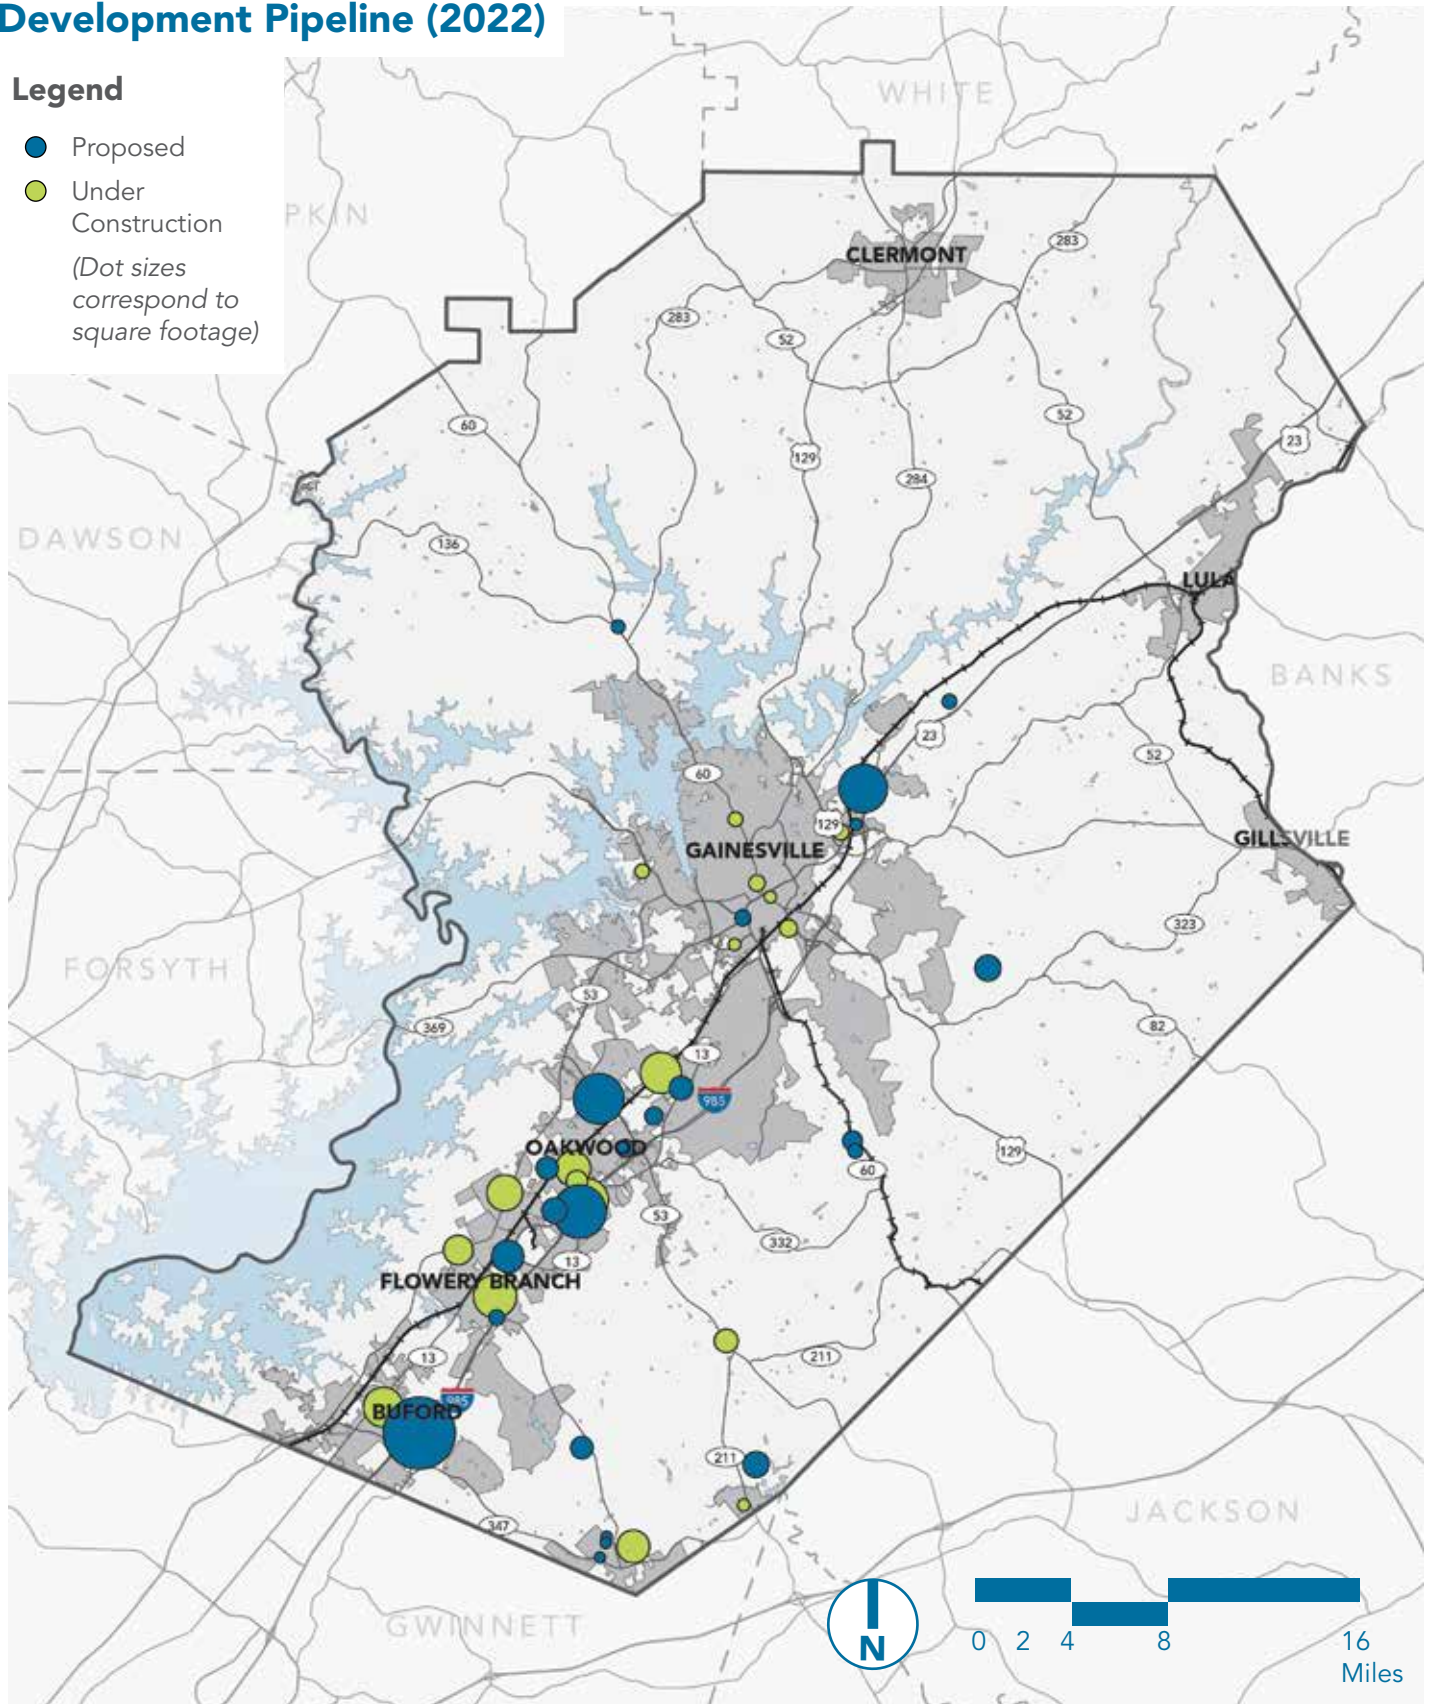 Development Pipeline (2022)
Legend
Proposed
Under
Construction
(Dot sizes
correspond to
square footage)
WHITE
PKIN
CLERMONT
283
283
52
60
52
23
129
284
DAWSON
136
LULA
BANKS
23
52
60
129
GAINESVILLE
GILLSVILLE
323
FORSYTH
53
369
82
13
985
OAKWOOD
129
60
53
332
13
FLOWERY BRANCH
13
211
985
BUFORD
211
347
JACKSON
GWINNETT
N
0 2 4 8 16
Miles